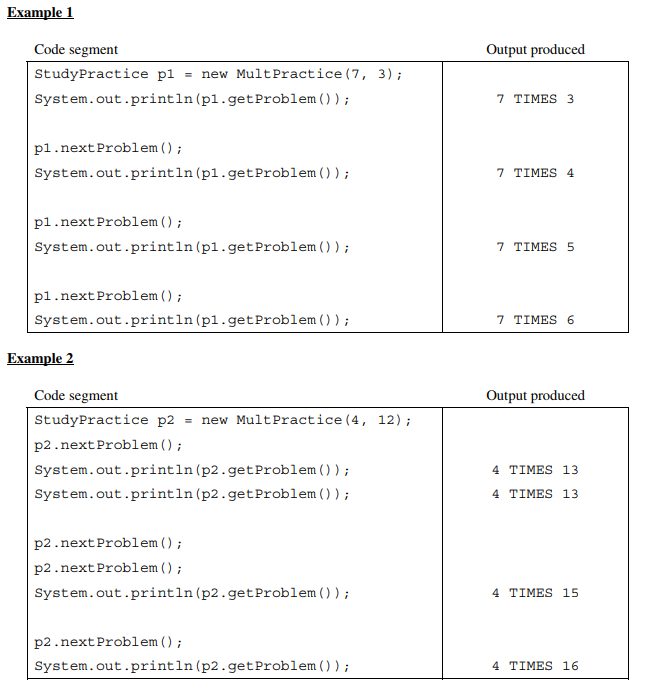 Example 1
Code segment Output produced
StudyPractice p1 = new MultPractice(7, 3);
System.out.println(p1.getProblem()); 7 TIMES 3
p1.nextProblem();
System.out.println(p1.getProblem()); 7 TIMES 4
p1.nextProblem();
System.out.println(p1.getProblem()); 7 TIMES 5
p1.nextProblem();
System.out.println(p1.getProblem()); 7 TIMES 6
Example 2
Code segment Output produced
StudyPractice p2 = new MultPractice(4, 12);
p2.nextProblem();
System.out.println(p2.getProblem()); 4 TIMES 13
System.out.println(p2.getProblem()); 4 TIMES 13
p2.nextProblem();
p2.nextProblem();
System.out.println(p2.getProblem()); 4 TIMES 15
p2.nextProblem();
System.out.println(p2.getProblem()); 4 TIMES 16